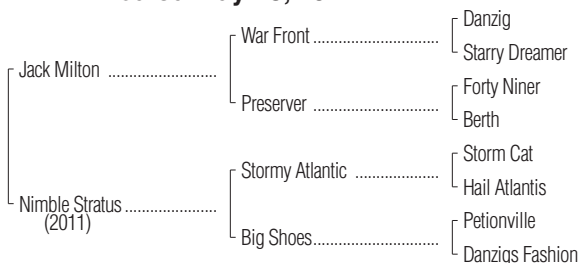 Danzig
War Front
Starry Dreamer
Jack Milton
Forty Niner
Preserver
Berth
Storm Cat
Stormy Atlantic
Hail Atlantis
Nimble Stratus
(2011)
Petionville
Big Shoes
Danzigs Fashion